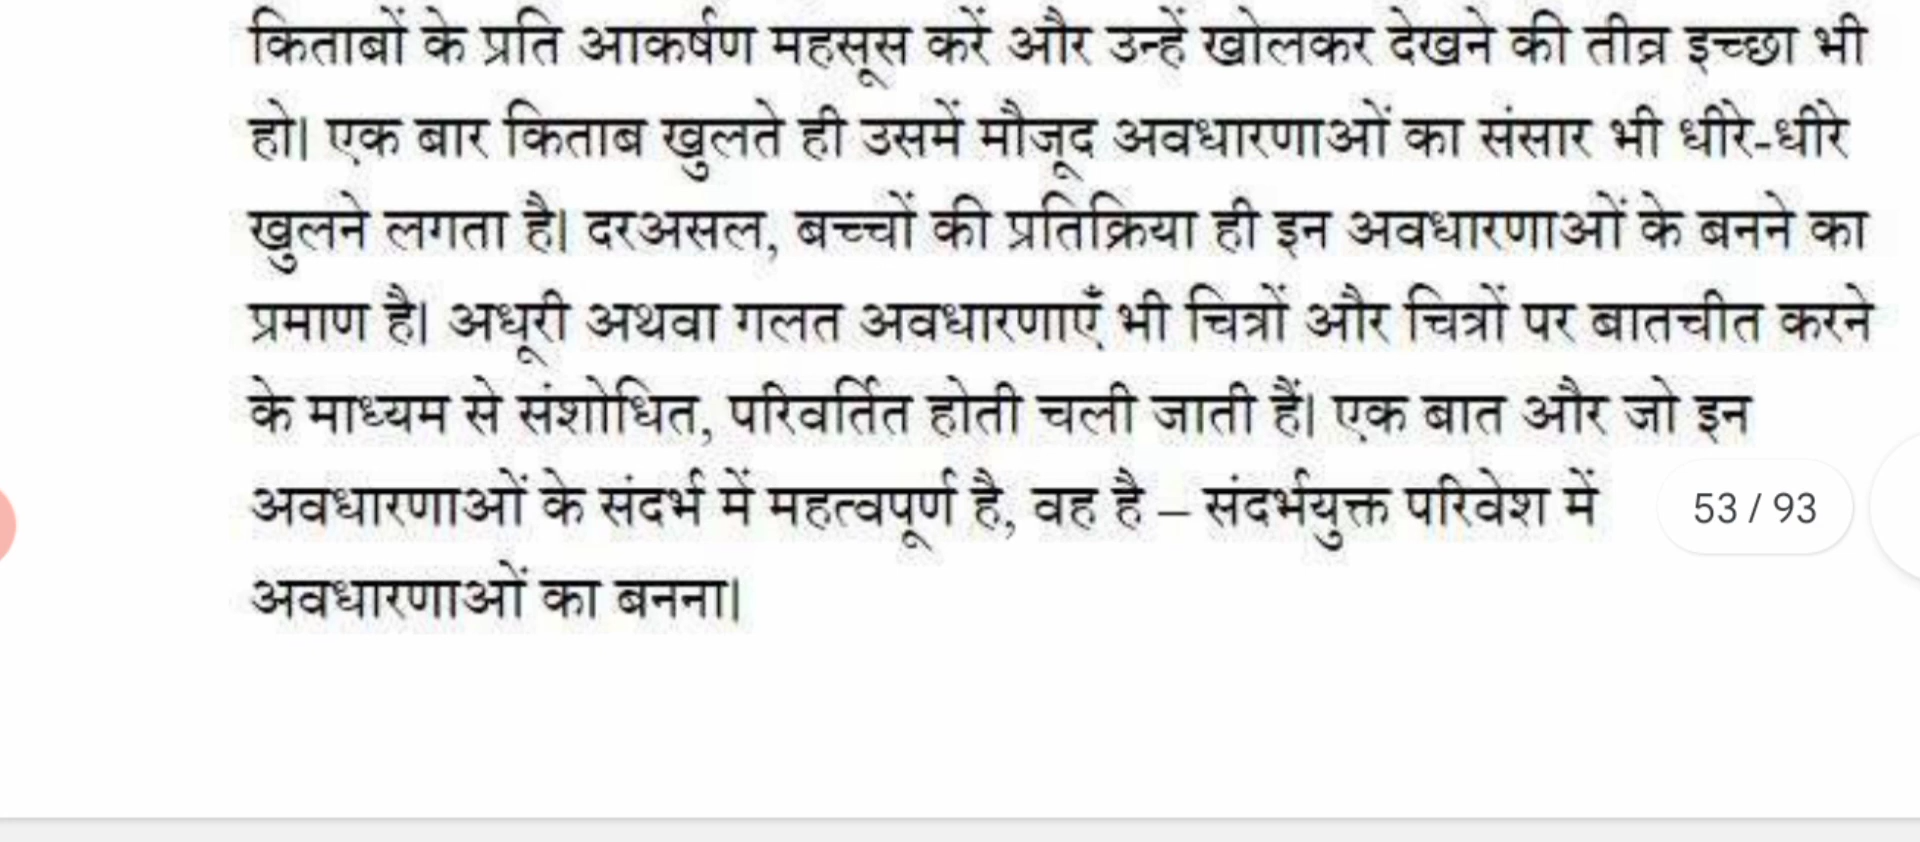 किताबों के प्रति आकर्षण महसूस करें और उन्हें खोलकर देखने की तीव्र इच्छा भी
हो। एक बार किताब खुलते ही उसमें मौजूद अवधारणाओं का संसार भी धीरे-धीरे
खुलने लगता है। दरअसल, बच्चों की प्रतिक्रिया ही इन अवधारणाओं के बनने का
प्रमाण है। अधूरी अथवा गलत अवधारणाएँ भी चित्रों और चित्रों पर बातचीत करने
के माध्यम से संशोधित, परिवर्तित होती चली जाती हैं। एक बात और जो इन
अवधारणाओं के संदर्भ में महत्वपूर्ण है, वह है – संदर्भयुक्त परिवेश में
53 / 93
अवधारणाओं का बनना।